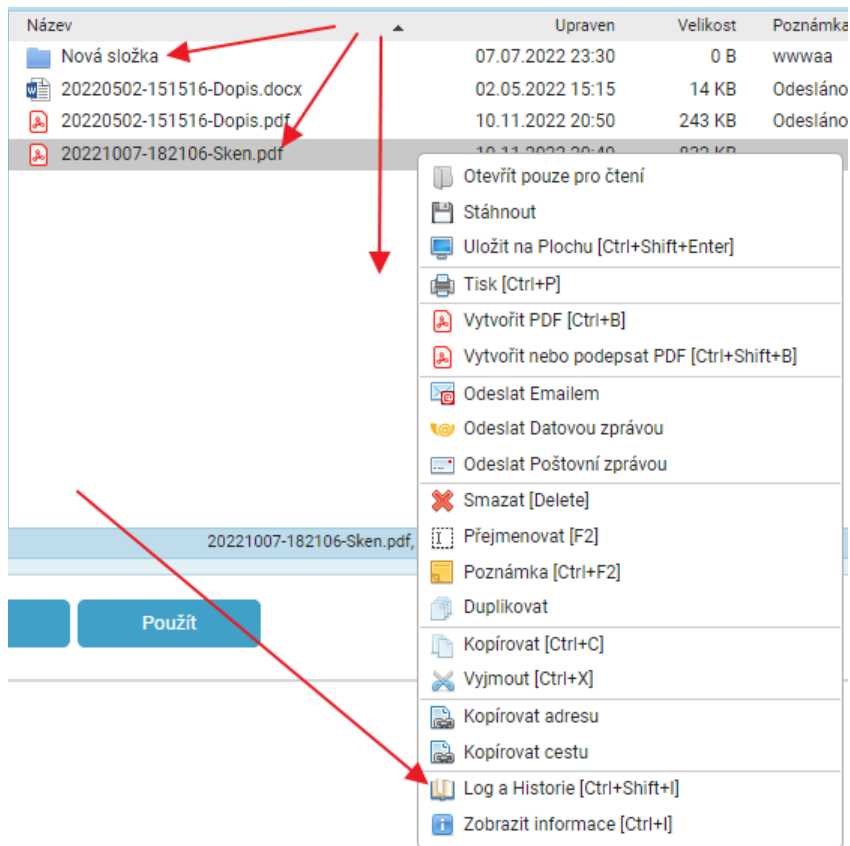 Název Upraven Velikost Poznámka
Nová složka 07.07.2022 23:30 0 B wwwaa
20220502-151516-Dopis.docx 02.05.2022 15:15 14 KB Odesláno
20220502-151516-Dopis.pdf 10.11.2022 20:50 243 KB Odesláno
20221007-182106-Sken.pdf
Otevřít pouze pro čtení
Stáhnout
Uložit na Plochu [Ctrl+Shift+Enter]
Tisk [Ctrl+P]
Vytvořit PDF [Ctrl+B]
Vytvořit nebo podepsat PDF [Ctrl+Shift+B]
Odeslat Emailem
Odeslat Datovou zprávou
Odeslat Poštovní zprávou
Smazat [Delete]
Přejmenovat [F2]
Poznámka [Ctrl+F2]
Duplikovat
Kopírovat [Ctrl+C]
Vyjmout [Ctrl+X]
Kopírovat adresu
Kopírovat cestu
Log a Historie [Ctrl+Shift+I]
Zobrazit informace [Ctrl+I]
20221007-182106-Sken.pdf,
Použít